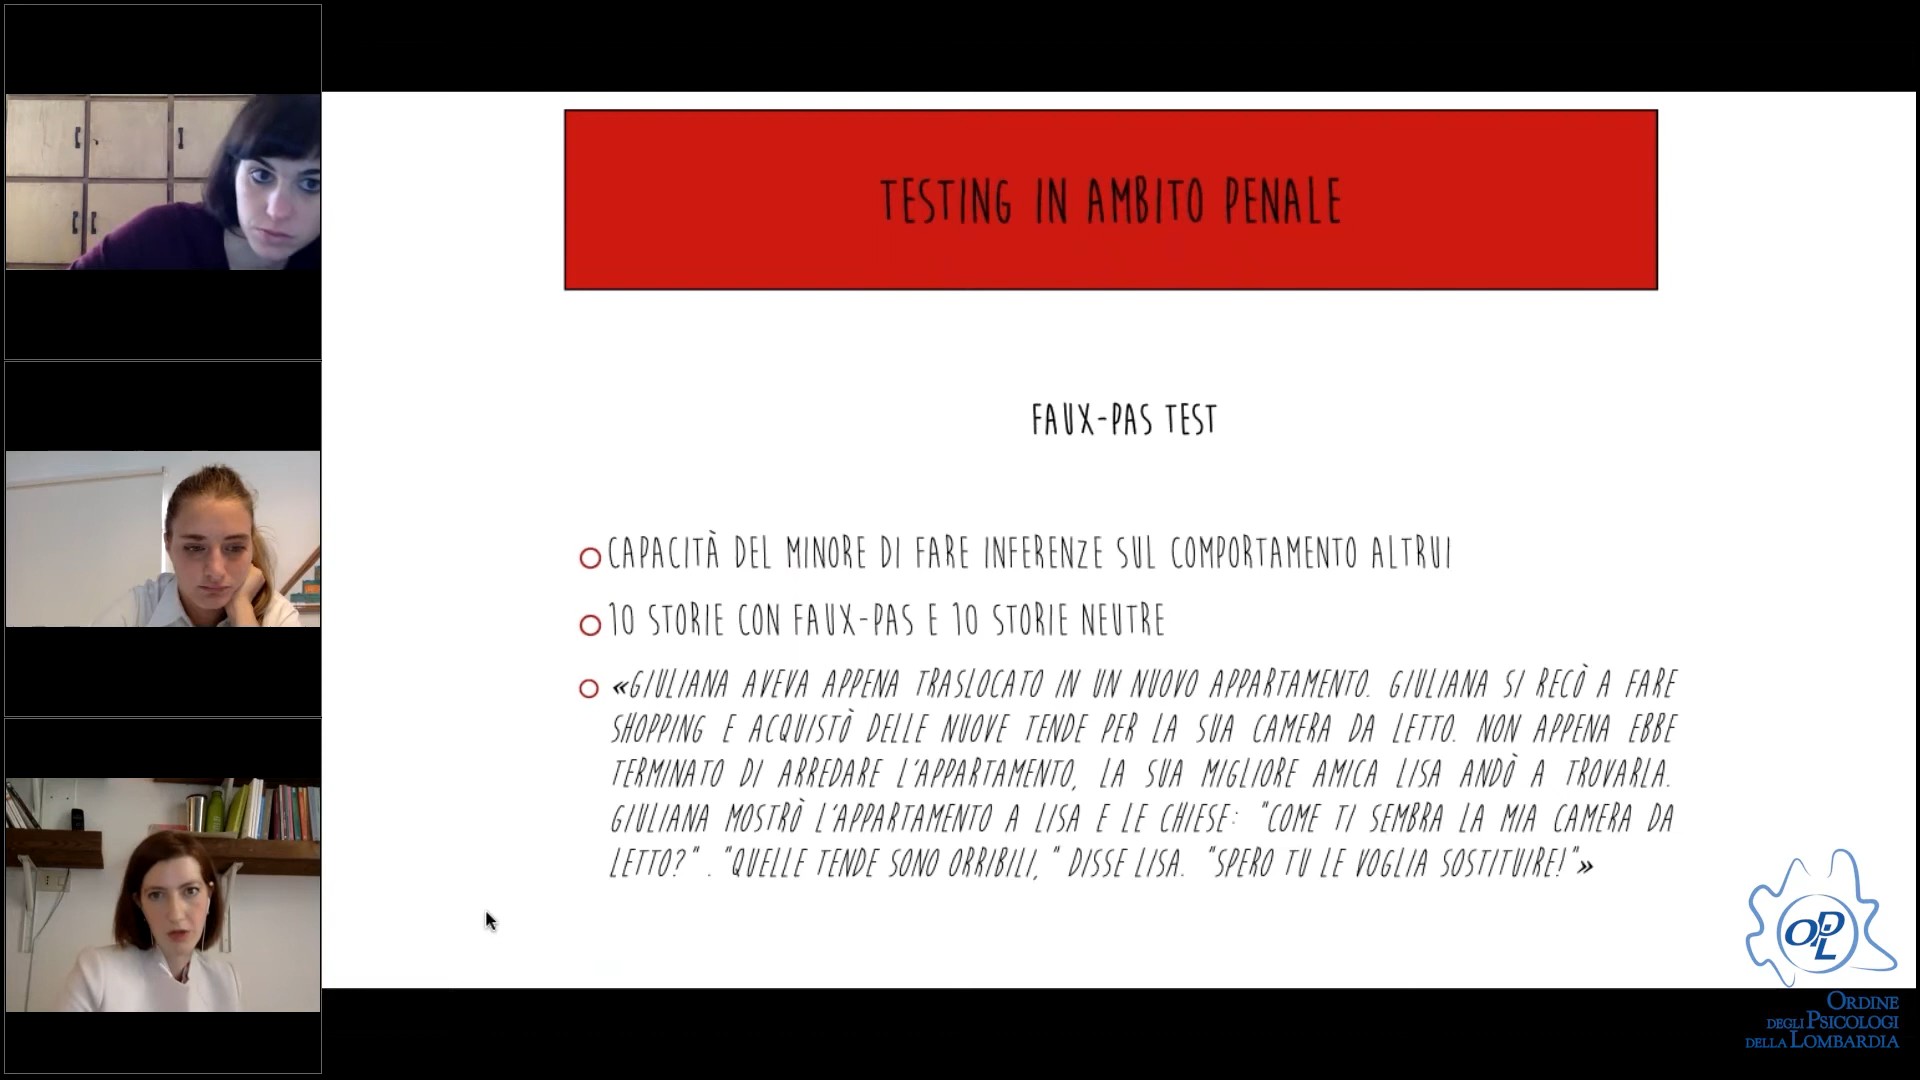 TESTING IN AMBITO PENALE
FAUX-PAS TEST
CAPACITÀ DEL MINORE DI FARE INFERENZE SUL COMPORTAMENTO ALTRUI
10 STORIE CON FAUX-PAS E 10 STORIE NEUTRE
«GIULIANA AVEVA APPENA TRASLOCATO IN UN NUOVO APPARTAMENTO. GIULIANA SI RECÒ A FARE
SHOPPING E ACQUISTÒ DELLE NUOVE TENDE PER LA SUA CAMERA DA LETTO. NON APPENA EBBE
TERMINATO DI ARREDARE L'APPARTAMENTO, LA SUA MIGLIORE AMICA LISA ANDÒ A TROVARLA.
GIULIANA MOSTRÒ L'APPARTAMENTO A LISA E LE CHIESE: "COME TI SEMBRA LA MIA CAMERA DA
LETTO?" . "QUELLE TENDE SONO ORRIBILI," DISSE LISA. "SPERO TU LE VOGLIA SOSTITUIRE!"»
OPL
ORDINE
DEGLI PSICOLOGI
DELLA LOMBARDIA